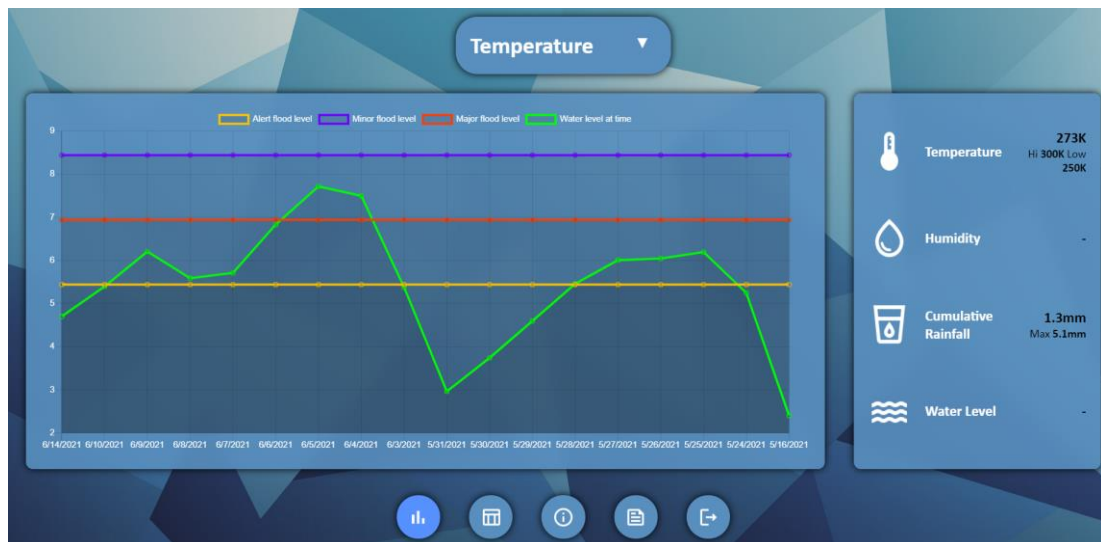 Temperature ▼
Alert flood level Minor flood level Major flood level Water level at time
9
8
7
6
5
4
3
2
6/14/2021 6/10/2021 6/9/2021 6/8/2021 6/7/2021 6/6/2021 6/5/2021 6/4/2021 6/3/2021 5/31/2021 5/30/2021 5/29/2021 5/28/2021 5/27/2021 5/26/2021 5/25/2021 5/24/2021 5/16/2021
Temperature
273K
Hi 300K Low
250K
Humidity -
Cumulative
Rainfall
1.3mm
Max 5.1mm
Water Level -